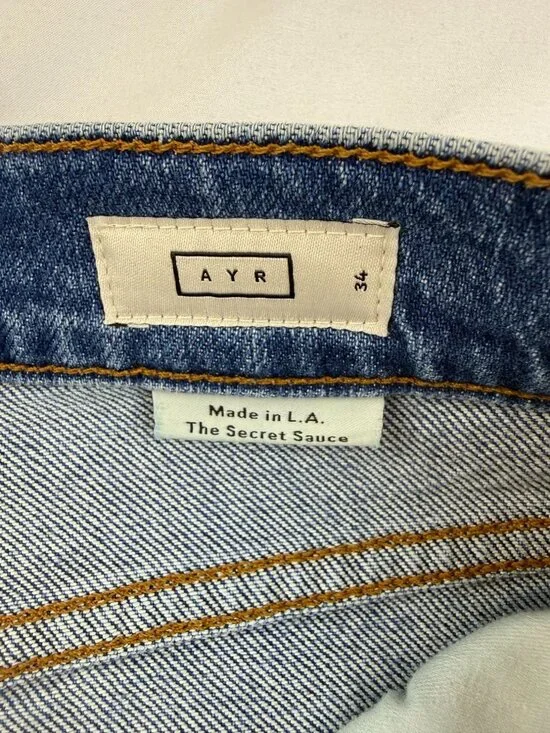 AYR
34
Made in L.A.
The Secret Sauce